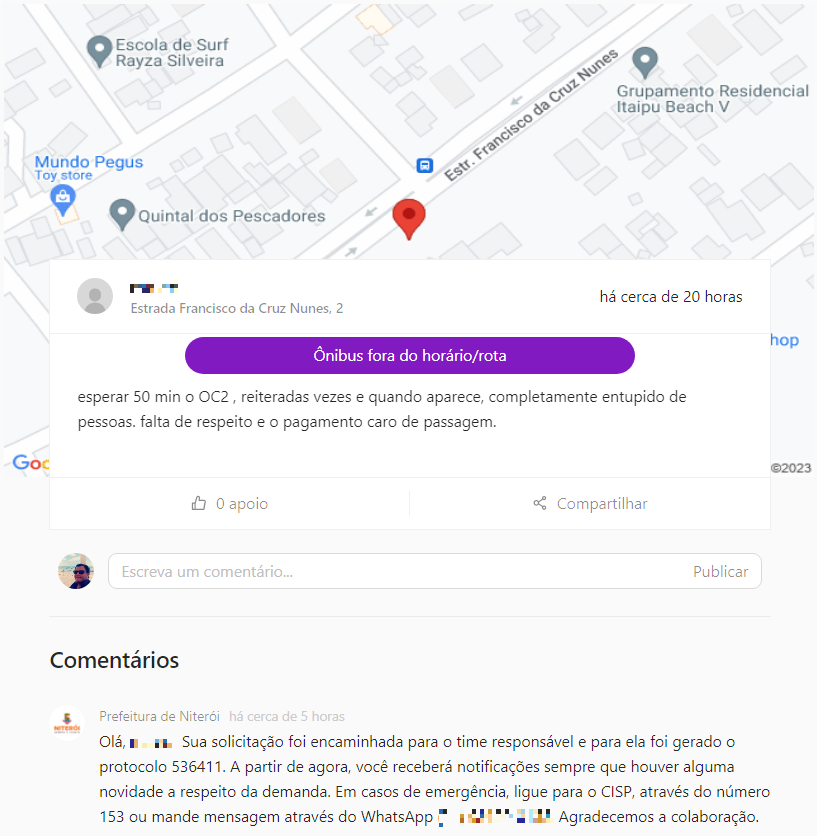 Escola de Surf
Rayza Silveira
Estr. Francisco da Cruz Nunes
Grupamento Residencial
Itaipu Beach V
Mundo Pegus
Toy store
Quintal dos Pescadores
há cerca de 20 horas
Estrada Francisco da Cruz Nunes, 2
hop
Ônibus fora do horário/rota
esperar 50 min o OC2 , reiteradas vezes e quando aparece, completamente entupido de
pessoas. falta de respeito e o pagamento caro de passagem.
Goo
©2023
0 apoio
Compartilhar
Escreva um comentário...
Publicar
Comentários
NITERÓI
Prefeitura de Niterói há cerca de 5 horas
Olá, Sua solicitação foi encaminhada para o time responsável e para ela foi gerado o
protocolo 536411. A partir de agora, você receberá notificações sempre que houver alguma
novidade a respeito da demanda. Em casos de emergência, ligue para o CISP, através do número
153 ou mande mensagem através do WhatsApp Agradecemos a colaboração.